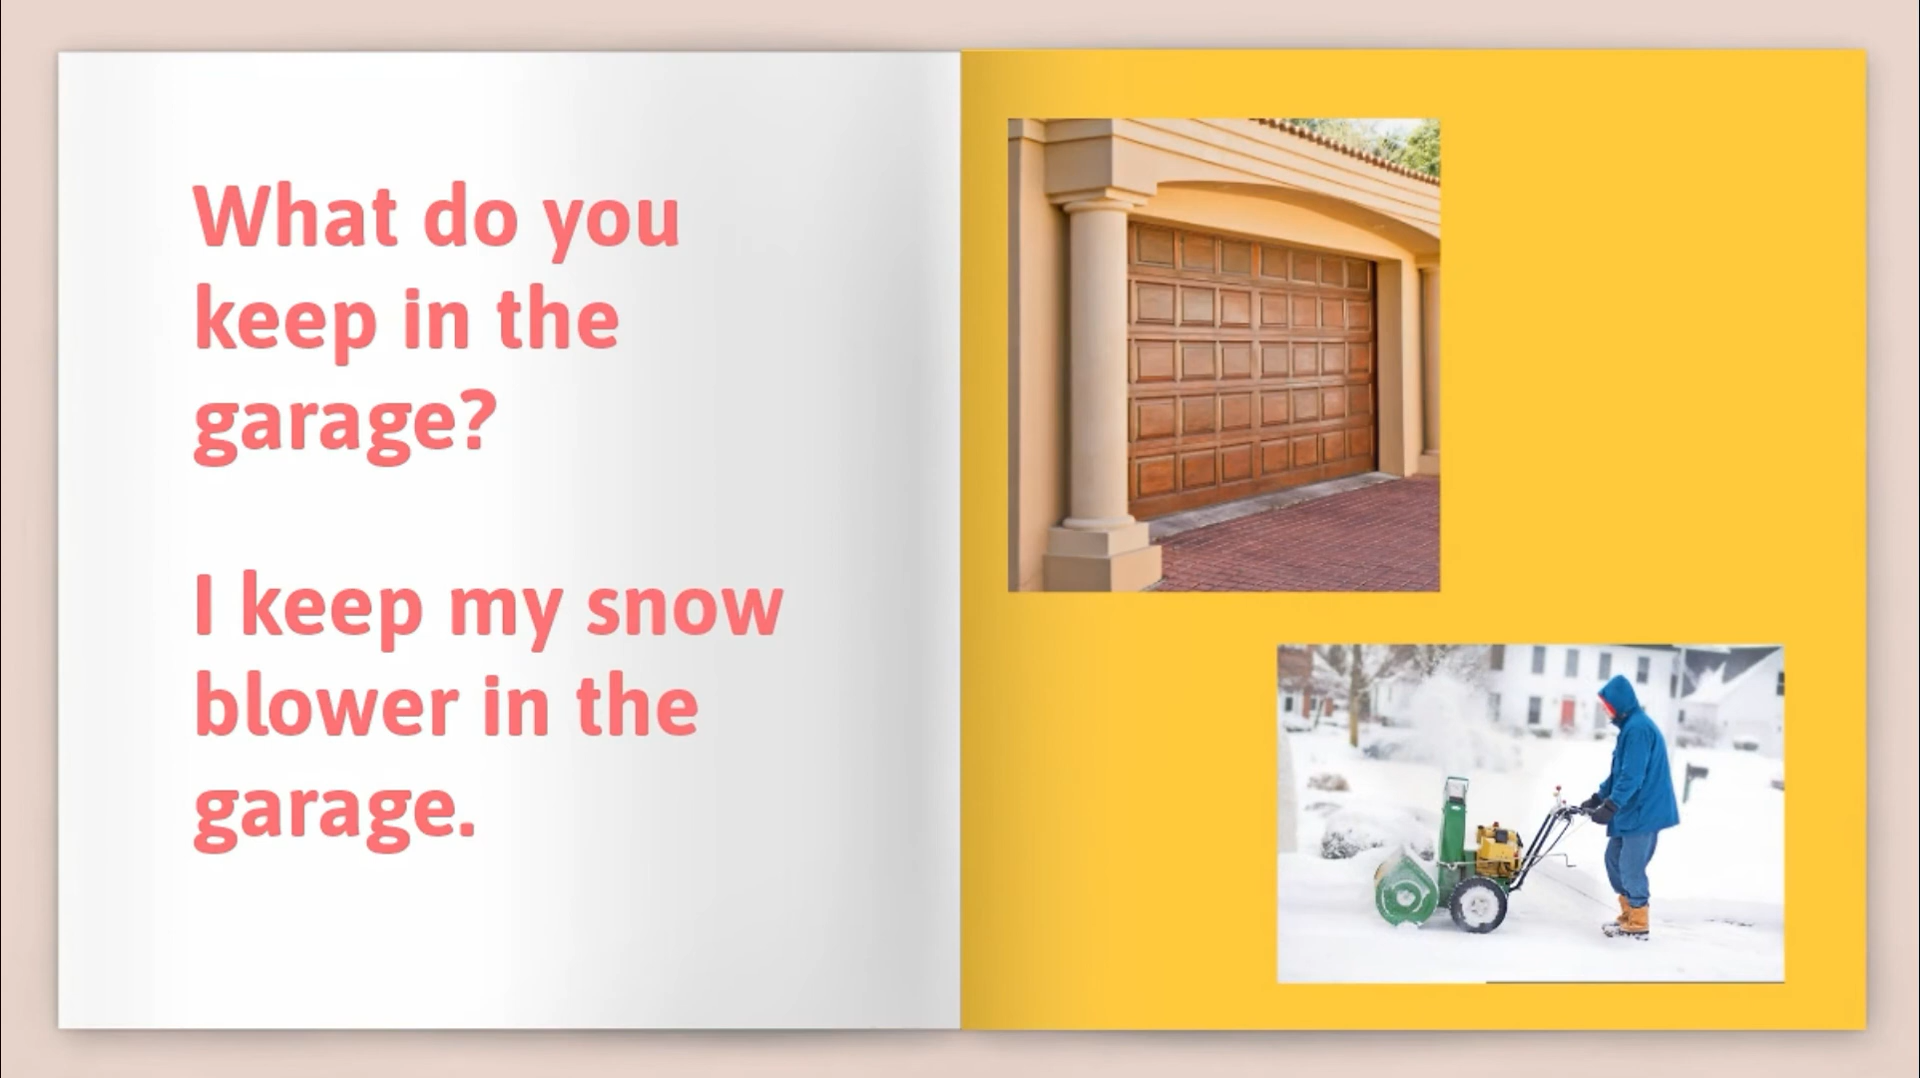 What do you
keep in the
garage?
I keep my snow
blower in the
garage.